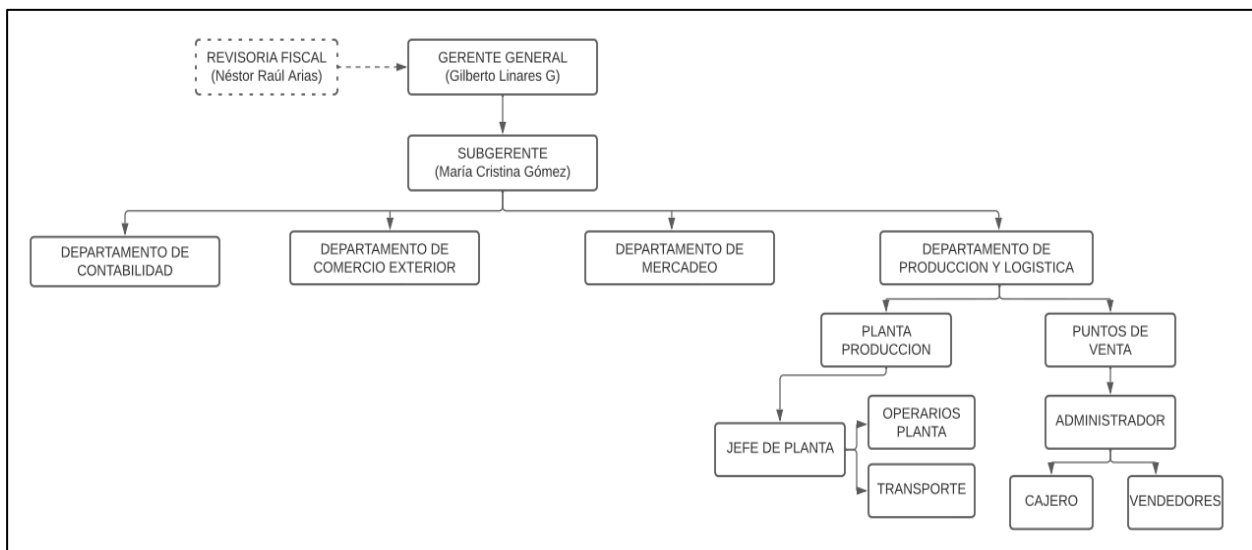 REVISORIA FISCAL
(Néstor Raúl Arias)
GERENTE GENERAL
(Gilberto Linares G)
SUBGERENTE
(María Cristina Gómez)
DEPARTAMENTO DE
CONTABILIDAD
DEPARTAMENTO DE
COMERCIO EXTERIOR
DEPARTAMENTO DE
MERCADEO
DEPARTAMENTO DE
PRODUCCION Y LOGISTICA
PLANTA
PRODUCCION
PUNTOS DE
VENTA
JEFE DE PLANTA
OPERARIOS
PLANTA
TRANSPORTE
ADMINISTRADOR
CAJERO
VENDEDORES